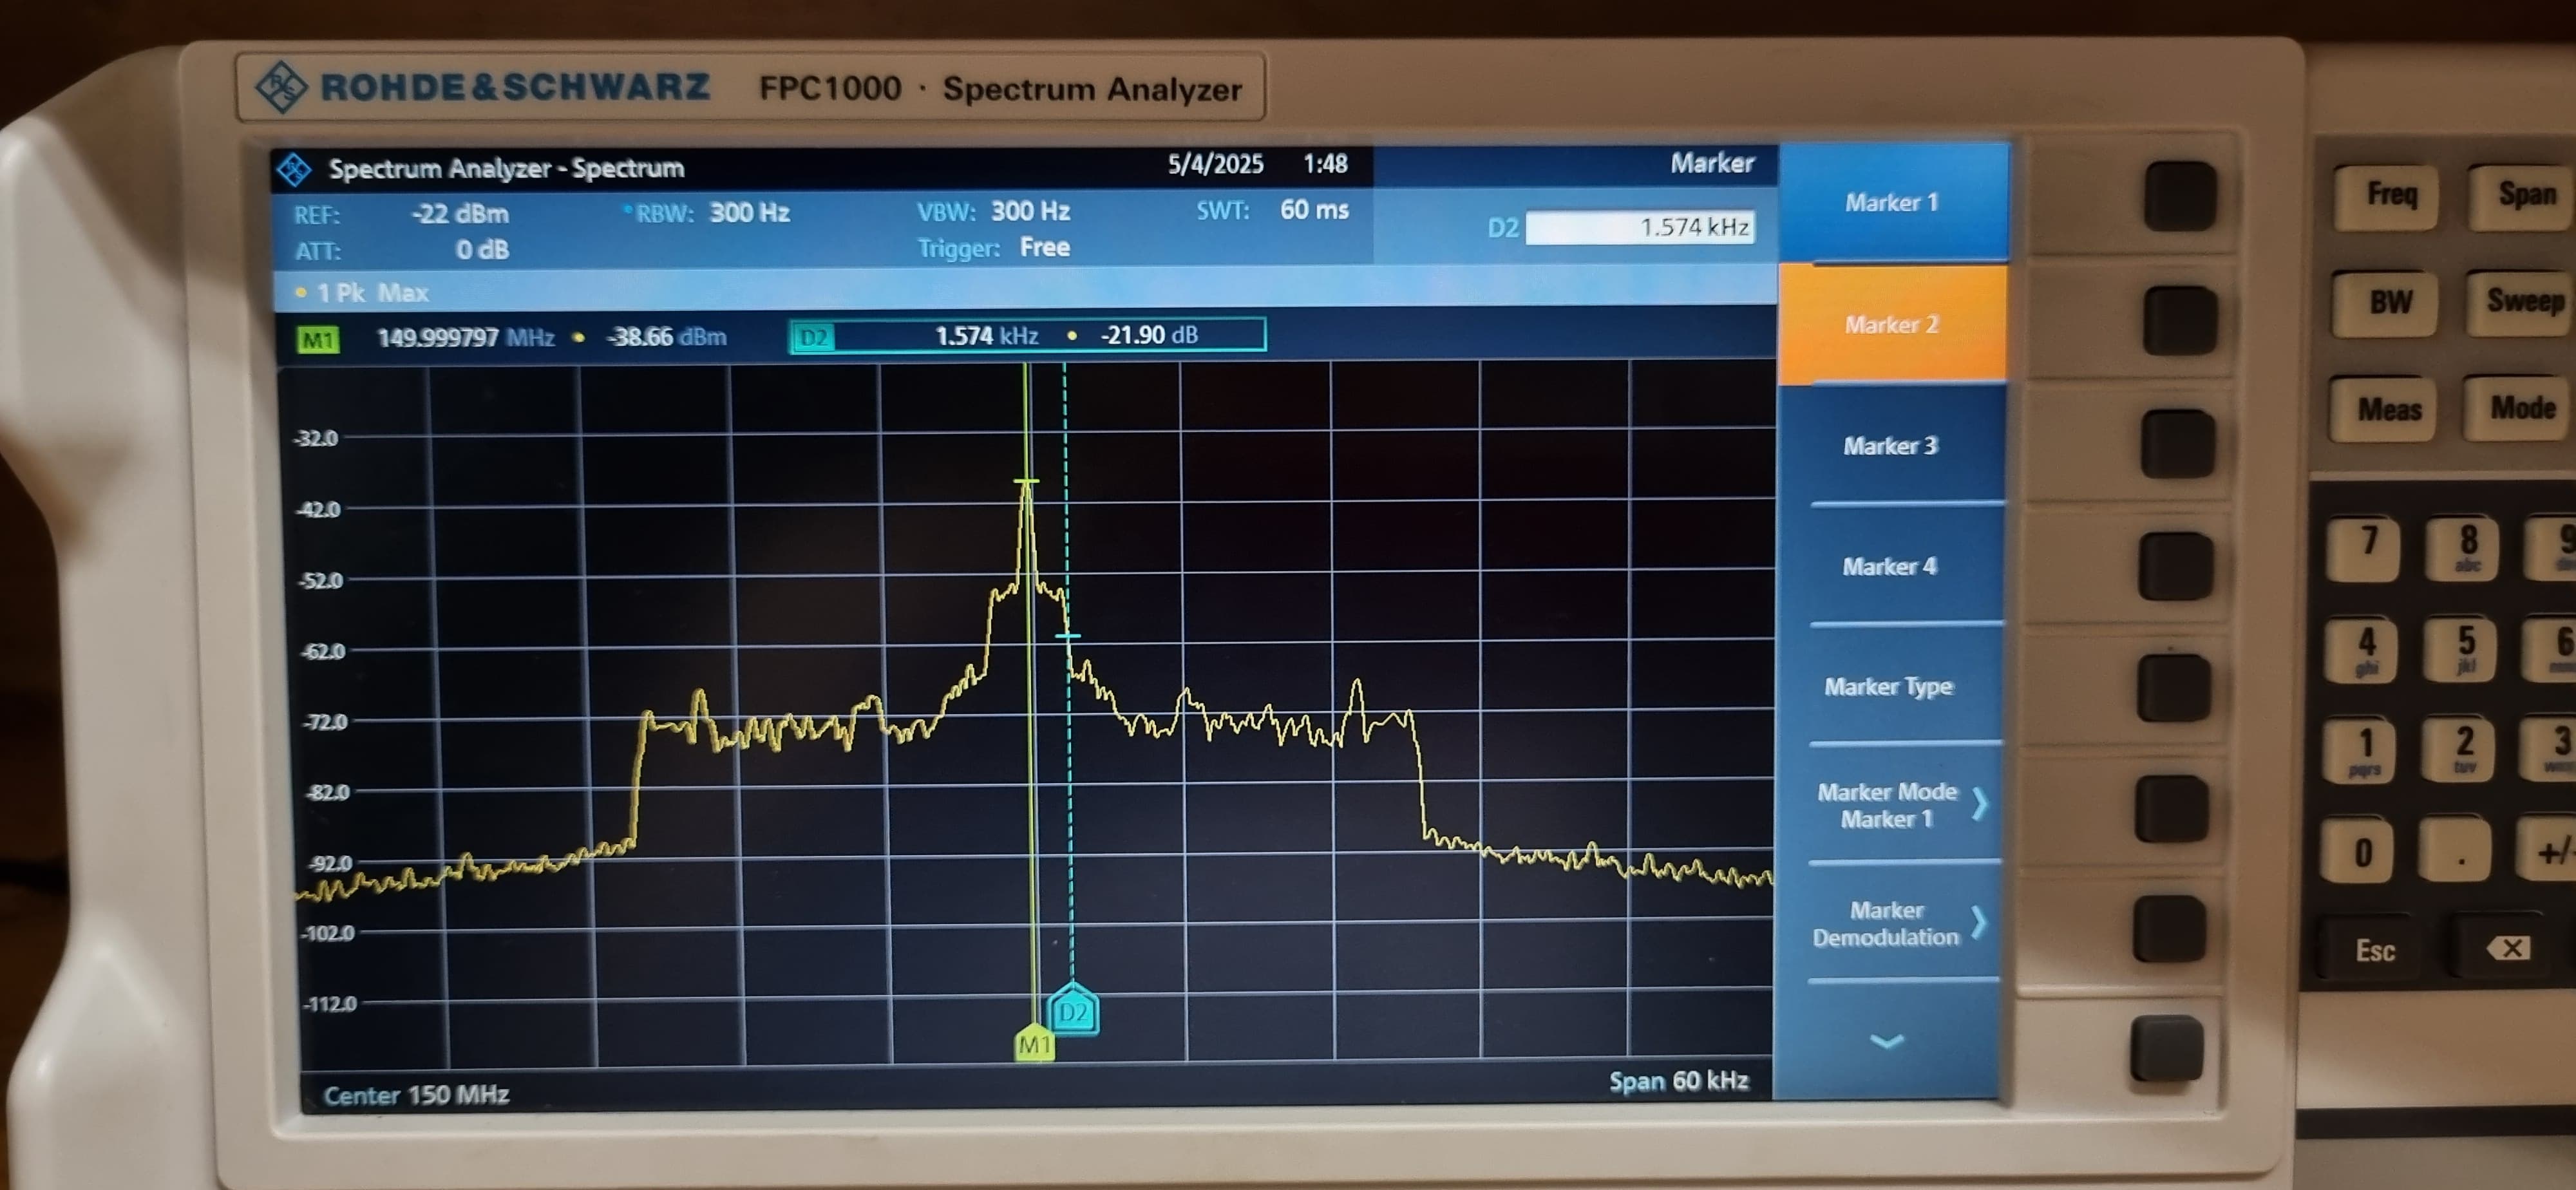 ROHDE&SCHWARZ FPC1000 · Spectrum Analyzer
Spectrum Analyzer - Spectrum 5/4/2025 1:48 Marker
REF: -22 dBm RBW: 300 Hz VBW: 300 Hz SWT: 60 ms
D2 1.574 kHz
ATT: 0 dB Trigger: Free
1 Pk Max
M1 149.999797 MHz -38.66 dBm D2 1.574 kHz -21.90 dB
-32.0
-42.0
-52.0
-62.0
-72.0
-82.0
-92.0
-102.0
-112.0
D2
M1
Center 150 MHz Span 60 kHz
Marker 1
Marker 2
Marker 3
Marker 4
Marker Type
Marker Mode
Marker 1
Marker
Demodulation
Freq Span
BW Sweep
Meas Mode
7 8 9
abc
4 5 6
ghi jkl
1 2 3
pqrs tuv
0 . +/-
Esc